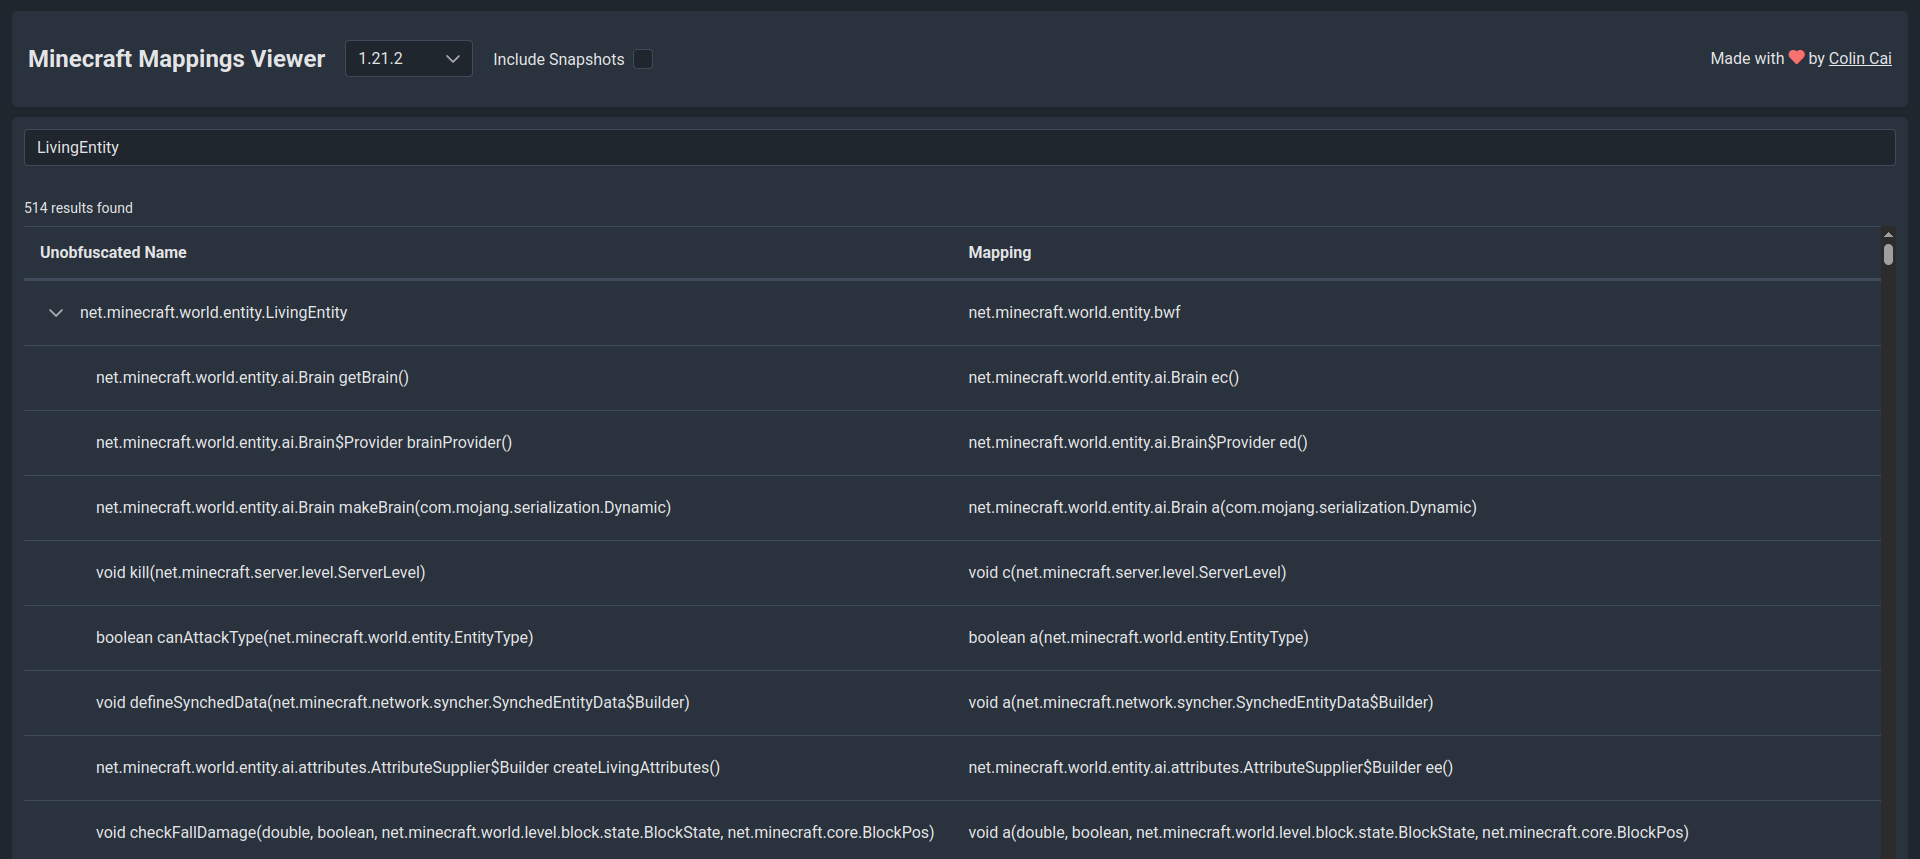 Minecraft Mappings Viewer 1.21.2 Include Snapshots Made with ❤ by Colin Cai
LivingEntity
514 results found
Unobfuscated Name Mapping
net.minecraft.world.entity.LivingEntity net.minecraft.world.entity.bwf
net.minecraft.world.entity.ai.Brain getBrain() net.minecraft.world.entity.ai.Brain ec()
net.minecraft.world.entity.ai.Brain$Provider brainProvider() net.minecraft.world.entity.ai.Brain$Provider ed()
net.minecraft.world.entity.ai.Brain makeBrain(com.mojang.serialization.Dynamic) net.minecraft.world.entity.ai.Brain a(com.mojang.serialization.Dynamic)
void kill(net.minecraft.server.level.ServerLevel) void c(net.minecraft.server.level.ServerLevel)
boolean canAttackType(net.minecraft.world.entity.EntityType) boolean a(net.minecraft.world.entity.EntityType)
void defineSynchedData(net.minecraft.network.syncher.SynchedEntityData$Builder) void a(net.minecraft.network.syncher.SynchedEntityData$Builder)
net.minecraft.world.entity.ai.attributes.AttributeSupplier$Builder createLivingAttributes() net.minecraft.world.entity.ai.attributes.AttributeSupplier$Builder ee()
void checkFallDamage(double, boolean, net.minecraft.world.level.block.state.BlockState, net.minecraft.core.BlockPos) void a(double, boolean, net.minecraft.world.level.block.state.BlockState, net.minecraft.core.BlockPos)